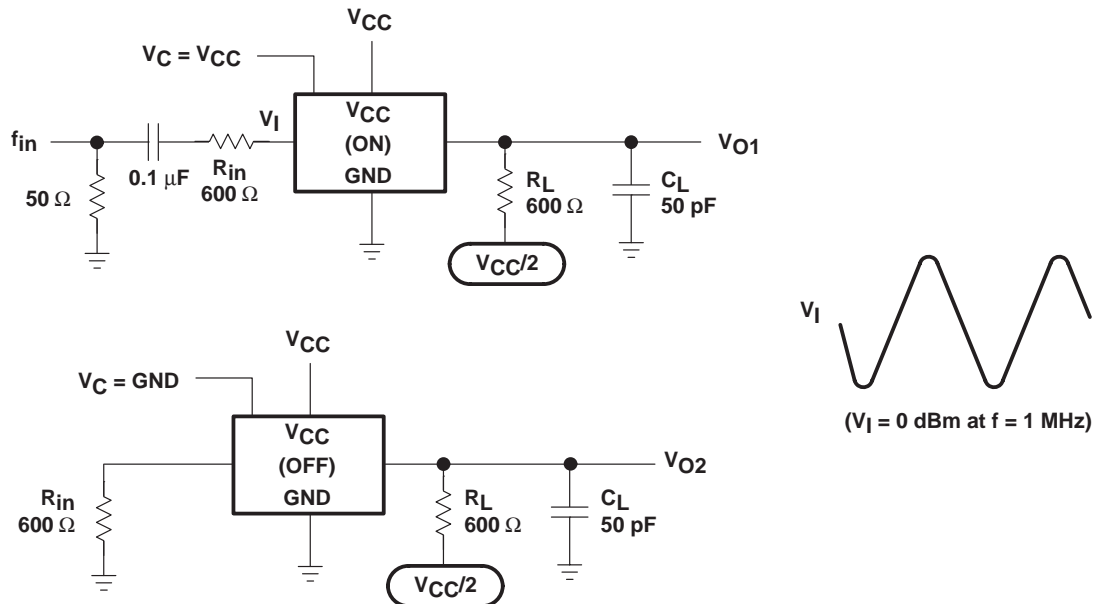 VCC
VC = VCC
VCC
(ON)
GND
fin
VI
VO1
50 Ω
0.1 μF
Rin
600 Ω
RL
600 Ω
CL
50 pF
VCC/2
VI
(VI = 0 dBm at f = 1 MHz)
VCC
VC = GND
VCC
(OFF)
GND
VO2
Rin
600 Ω
RL
600 Ω
CL
50 pF
VCC/2